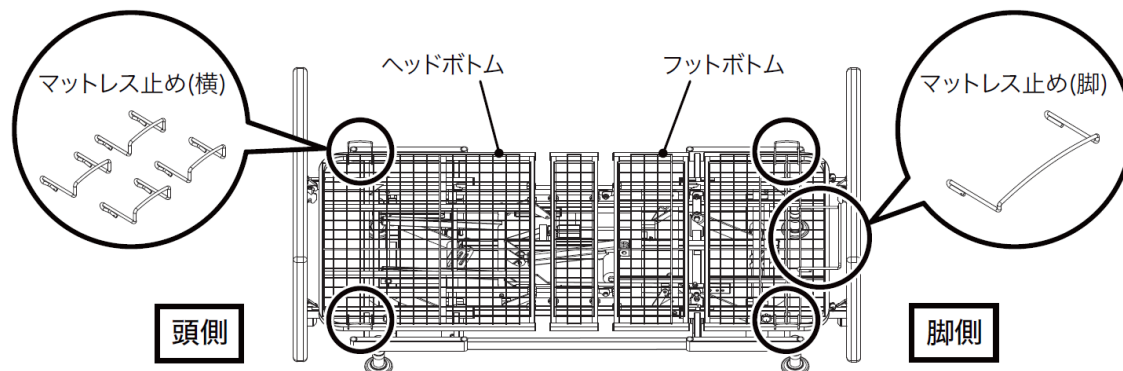 マットレス止め(横)
ヘッドボトム
フットボトム
マットレス止め(脚)
頭側
脚側